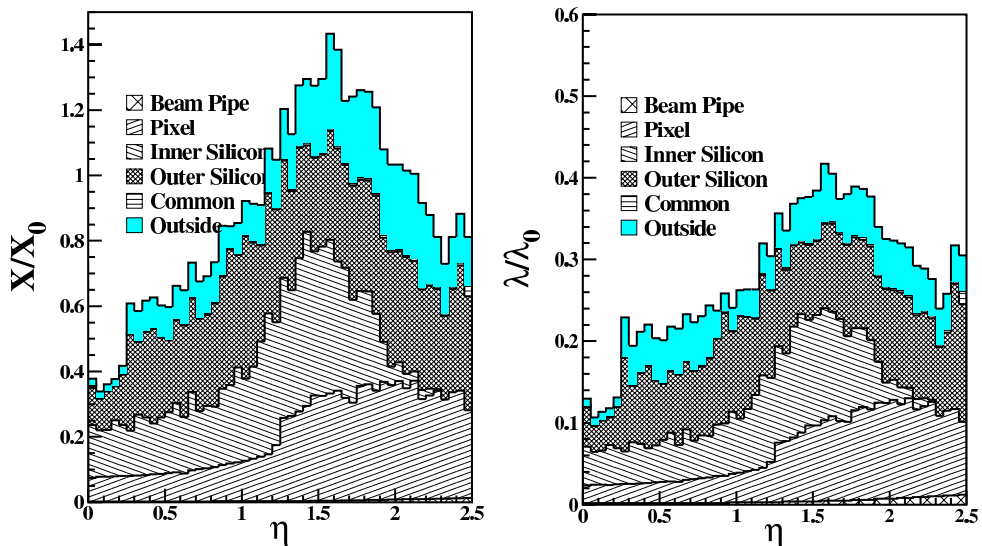 X/X0
1.4
1.2
1
0.8
0.6
0.4
0.2
0
Beam Pipe
Pixel
Inner Silicon
Outer Silicon
Common
Outside
0 0.5 1 1.5 2 2.5
η
λ/λ0
0.6
0.5
0.4
0.3
0.2
0.1
0
Beam Pipe
Pixel
Inner Silicon
Outer Silicon
Common
Outside
0 0.5 1 1.5 2 2.5
η